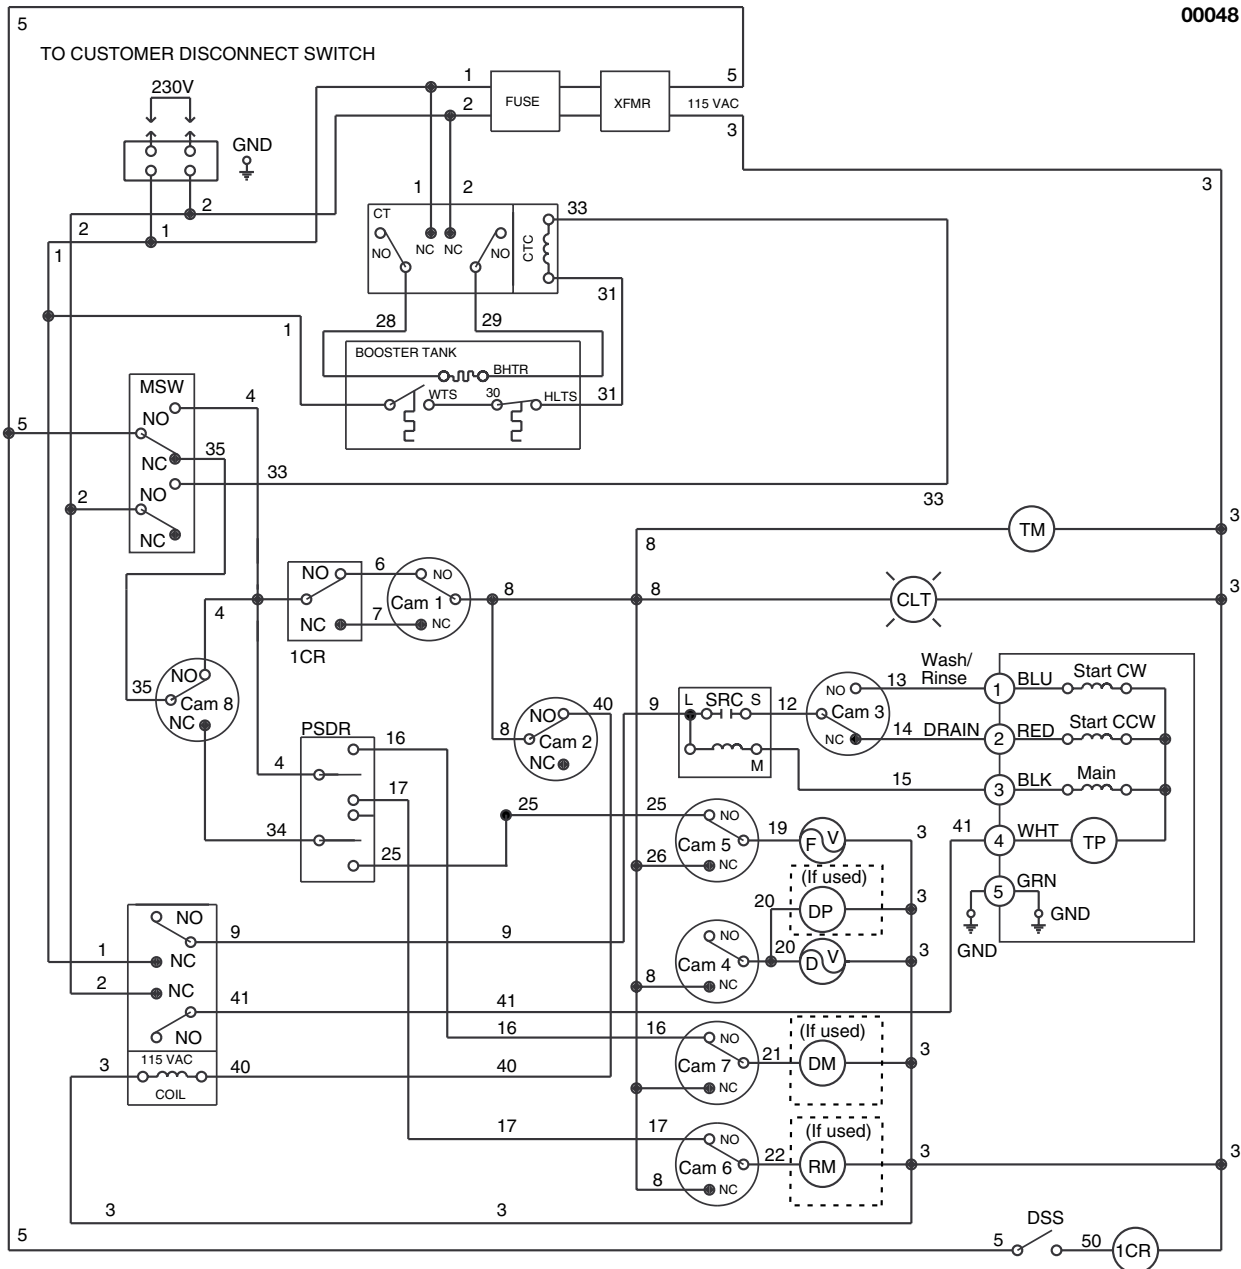 00048
5
TO CUSTOMER DISCONNECT SWITCH
230V
GND
1
2
FUSE
XFMR
5
115 VAC
3
3
2
1
2
1
1
2
CT
NO
NC
NC
NO
CTC
33
31
28
29
1
BOOSTER TANK
BHTR
WTS
30
HLTS
31
MSW
4
NO
5
35
NC
33
NO
2
NC
33
3
TM
8
NO
6
NO
Cam 1
8
8
CLT
3
4
NC
7
NC
1CR
35
NO
Cam 8
NC
40
NO
8
Cam 2
NC
9
L
SRC
S
12
M
NO
13
Wash/
Rinse
Cam 3
NC
14
DRAIN
15
1
BLU
Start CW
2
RED
Start CCW
3
BLK
Main
41
4
WHT
TP
5
GRN
GND
GND
PSDR
16
4
17
34
25
25
25
NO
Cam 5
19
F
V
3
26
NC
(If used)
20
DP
3
NO
Cam 4
20
D
V
3
8
NC
NO
9
9
1
NC
2
NC
41
41
NO
115 VAC
3
40
40
COIL
16
16
NO
(If used)
Cam 7
21
DM
3
NC
17
17
NO
(If used)
Cam 6
22
RM
3
3
8
NC
3
3
5
DSS
5
50
1CR